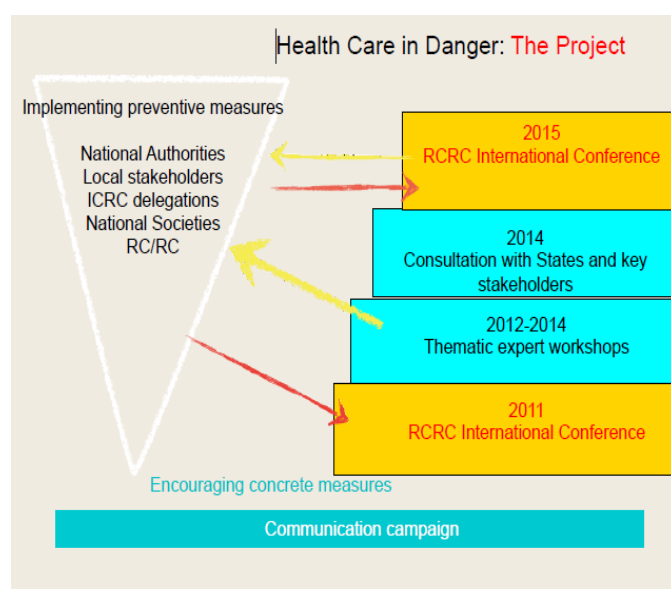 Health Care in Danger: The Project
Implementing preventive measures
National Authorities
Local stakeholders
ICRC delegations
National Societies
RC/RC
2015
RCRC International Conference
2014
Consultation with States and key
stakeholders
2012-2014
Thematic expert workshops
2011
RCRC International Conference
Encouraging concrete measures
Communication campaign